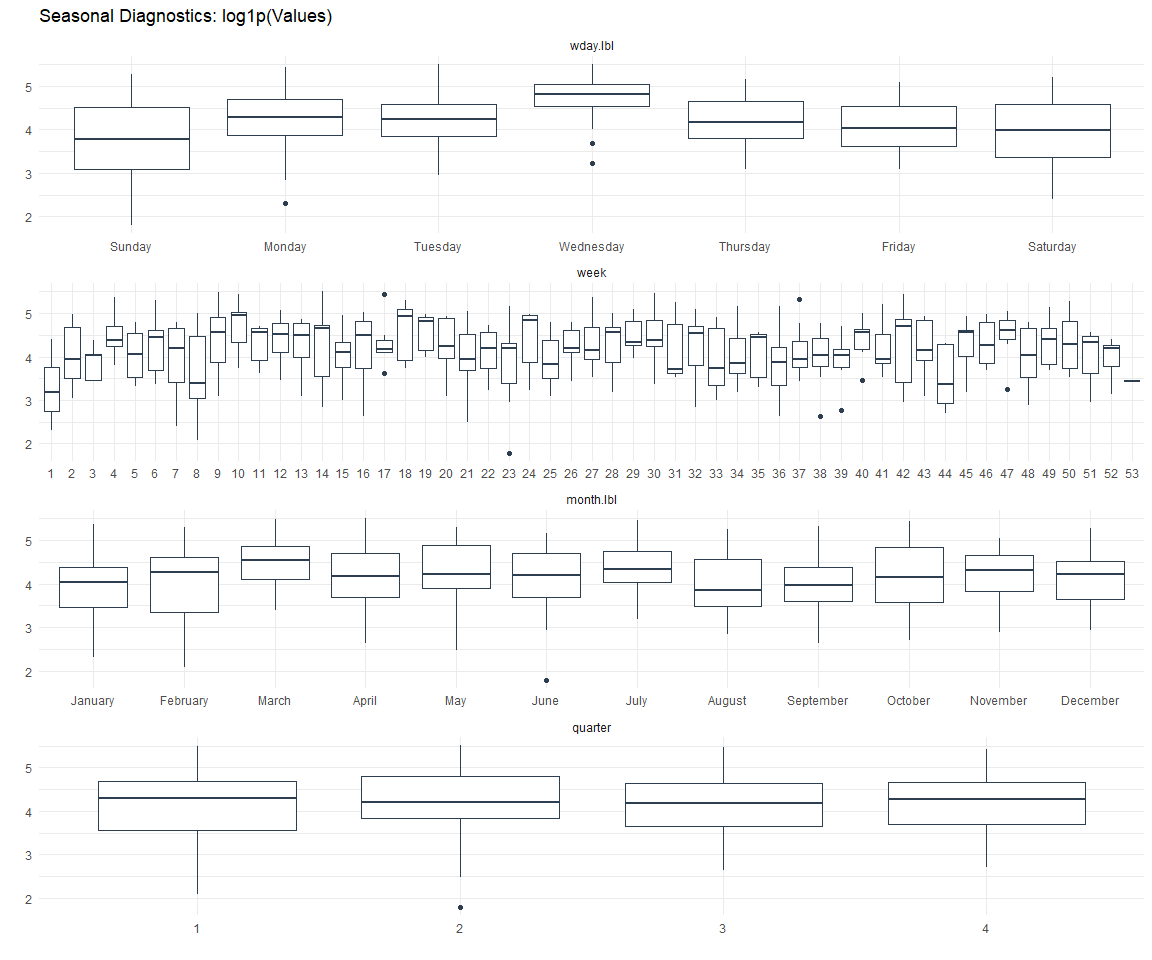 Seasonal Diagnostics: log1p(Values)
wday.lbl
5
4
3
2
Sunday Monday Tuesday Wednesday Thursday Friday Saturday
week
5
4
3
2
1 2 3 4 5 6 7 8 9 10 11 12 13 14 15 16 17 18 19 20 21 22 23 24 25 26 27 28 29 30 31 32 33 34 35 36 37 38 39 40 41 42 43 44 45 46 47 48 49 50 51 52 53
month.lbl
5
4
3
2
January February March April May June July August September October November December
quarter
5
4
3
2
1 2 3 4